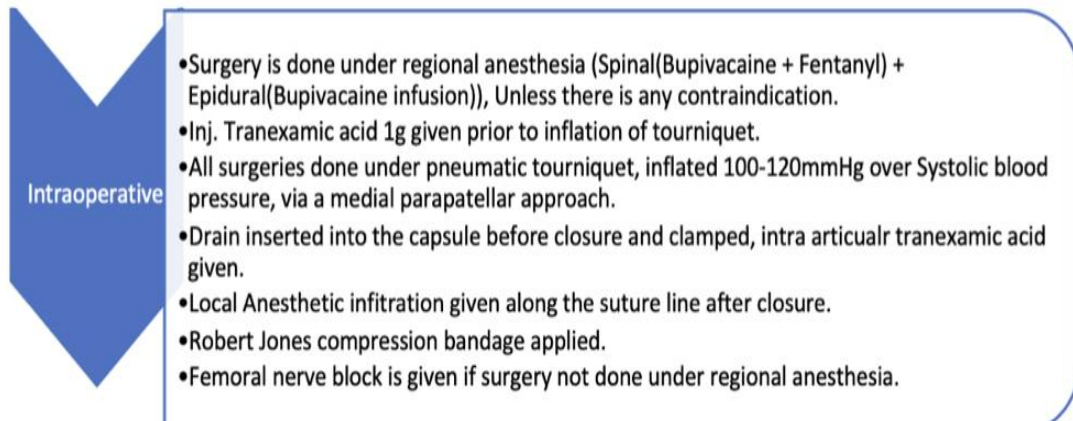 Intraoperative
•Surgery is done under regional anesthesia (Spinal(Bupivacaine + Fentanyl) +
Epidural(Bupivacaine infusion)), Unless there is any contraindication.
•Inj. Tranexamic acid 1g given prior to inflation of tourniquet.
•All surgeries done under pneumatic tourniquet, inflated 100-120mmHg over Systolic blood
pressure, via a medial parapatellar approach.
•Drain inserted into the capsule before closure and clamped, intra articualr tranexamic acid
given.
•Local Anesthetic infitration given along the suture line after closure.
•Robert Jones compression bandage applied.
•Femoral nerve block is given if surgery not done under regional anesthesia.